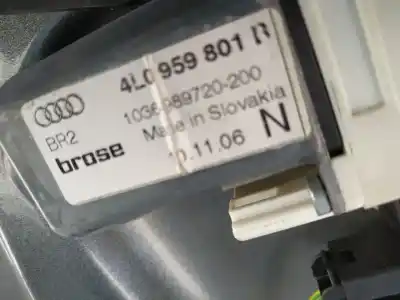 4L0 959 801 B
1036989720-200
BR2
Made in Slovakia
brose
10.11.06 N